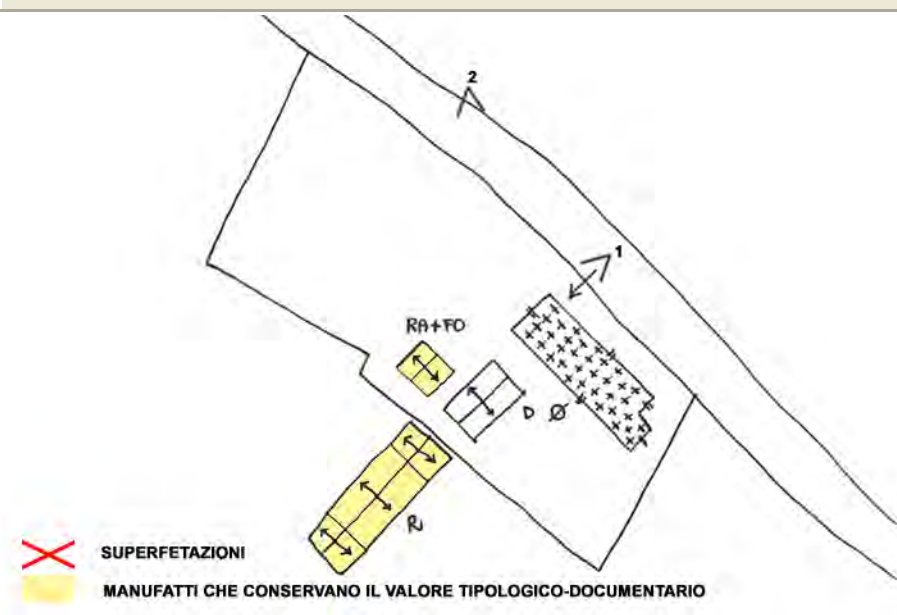 2
1
RA+FO
D Ø
R
SUPERFETAZIONI
MANUFATTI CHE CONSERVANO IL VALORE TIPOLOGICO-DOCUMENTARIO